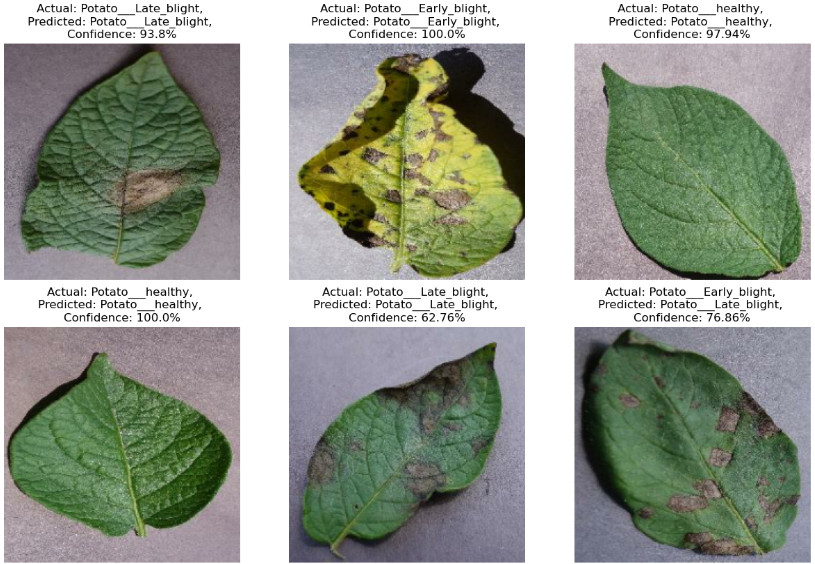 Actual: Potato___Late_blight,
Predicted: Potato___Late_blight,
Confidence: 93.8%
Actual: Potato___Early_blight,
Predicted: Potato___Early_blight,
Confidence: 100.0%
Actual: Potato___healthy,
Predicted: Potato___healthy,
Confidence: 97.94%
Actual: Potato___healthy,
Predicted: Potato___healthy,
Confidence: 100.0%
Actual: Potato___Late_blight,
Predicted: Potato___Late_blight,
Confidence: 62.76%
Actual: Potato___Early_blight,
Predicted: Potato___Late_blight,
Confidence: 76.86%